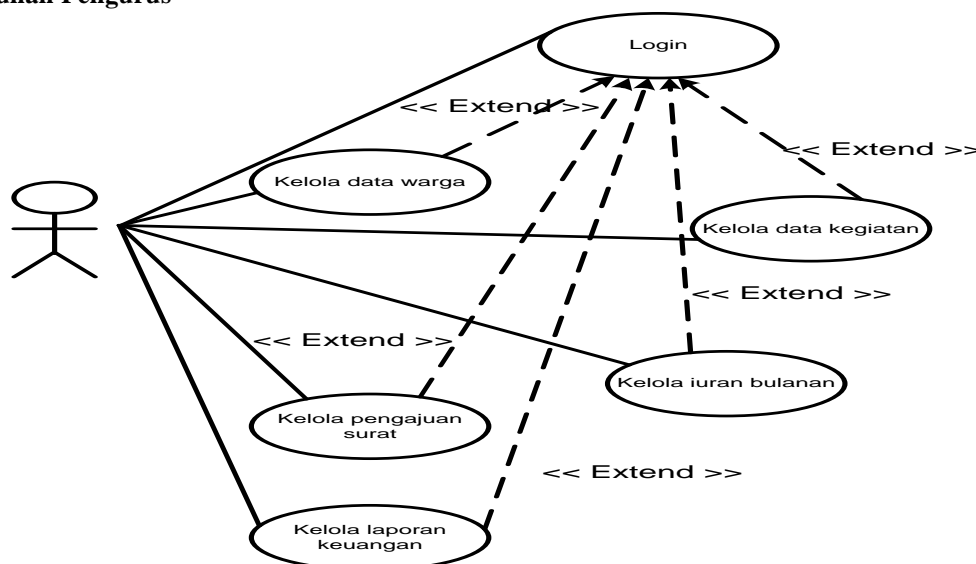 Pengurus
Login
<< Extend >>
<< Extend >>
Kelola data warga
Kelola data kegiatan
<< Extend >>
<< Extend >>
Kelola iuran bulanan
Kelola pengajuan
surat
<< Extend >>
Kelola laporan
keuangan